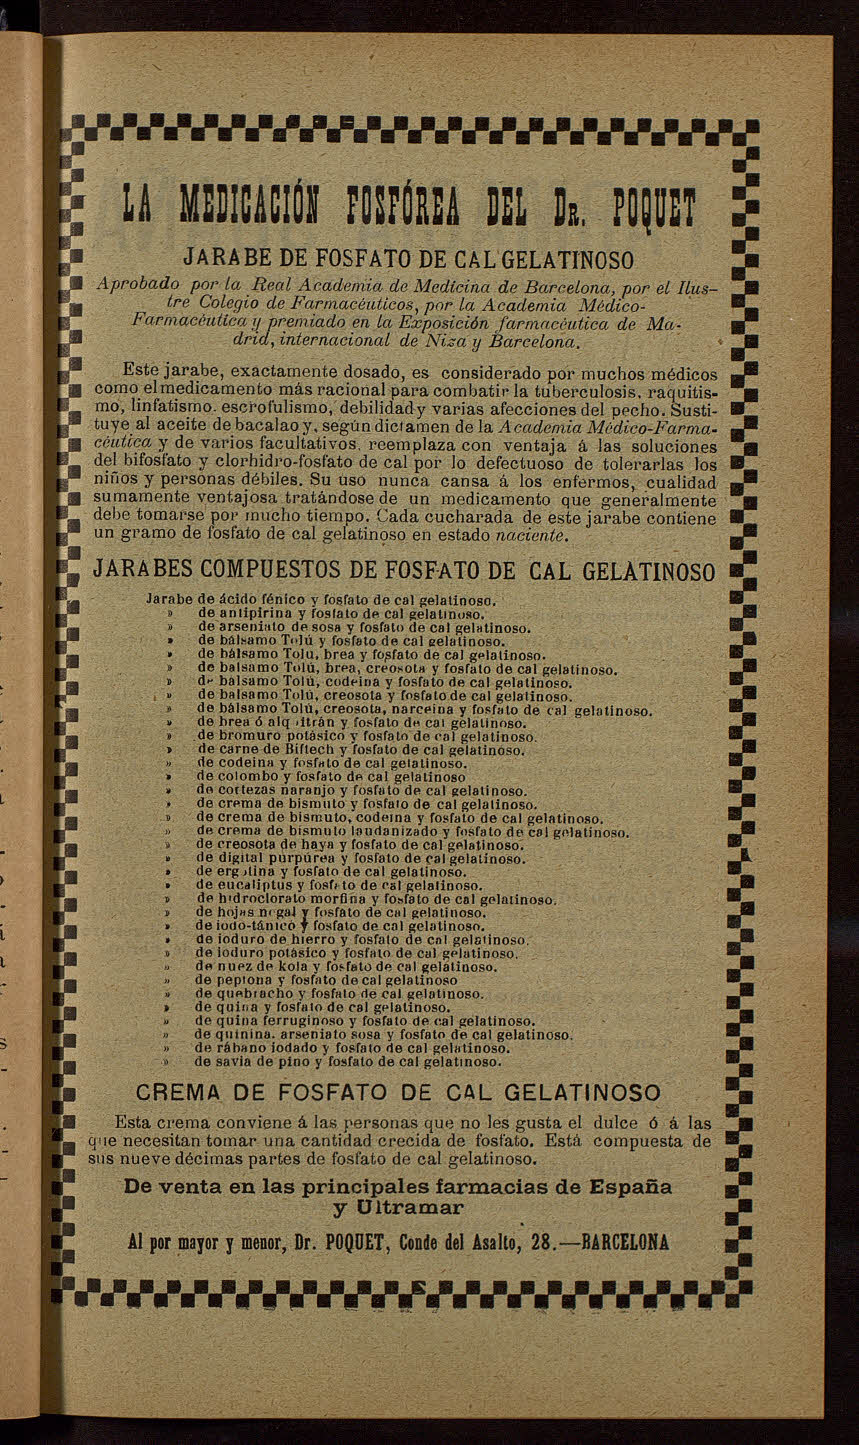 LA MEDICACIÓN FOSFÓREA DEL DR. POQUET
JARABE DE FOSFATO DE CAL GELATINOSO
Aprobado por la Real Academia de Medicina de Barcelona, por el Ilus-
tre Colegio de Farmacéuticos, por la Academia Médico-
Farmacéutica y premiado en la Exposición farmacéutica de Ma-
drid, internacional de Niza y Barcelona.
Este jarabe, exactamente dosado, es considerado por muchos médicos
como el medicamento más racional para combatir la tuberculosis, raquitis-
mo, linfatismo. escrofulismo, debilidad y varias afecciones del pecho. Susti-
tuye al aceite de bacalao y, según dictamen de la Academia Médico-Farma-
céutica y de varios facultativos, reemplaza con ventaja á las soluciones
del bifosfato y clorhidro-fosfato de cal por lo defectuoso de tolerarlas los
niños y personas débiles. Su uso nunca cansa á los enfermos, cualidad
sumamente ventajosa tratándose de un medicamento que generalmente
debe tomarse por mucho tiempo. Cada cucharada de este jarabe contiene
un gramo de fosfato de cal gelatinoso en estado naciente.
JARABES COMPUESTOS DE FOSFATO DE CAL GELATINOSO
Jarabe de ácido fénico y fosfato de cal gelatinoso.
» de antipirina y fosfato de cal gelatinoso.
» de arseniato de sosa y fosfato de cal gelatinoso.
» de bálsamo Tolú y fosfato de cal gelatinoso.
» de bálsamo Tolu, brea y fosfato de cal gelatinoso.
» de balsamo Tolú, brea, creosota y fosfato de cal gelatinoso.
» de bálsamo Tolú, codeina y fosfato de cal gelatinoso.
» de balsamo Tolú, creosota y fosfato de cal gelatinoso.
» de bálsamo Tolú, creosota, narceina y fosfato de cal gelatinoso.
» de brea ó alquitrán y fosfato de cal gelatinoso.
» de bromuro potásico y fosfato de cal gelatinoso.
» de carne de Biftech y fosfato de cal gelatinoso.
» de codeina y fosfato de cal gelatinoso.
» de colombo y fosfato de cal gelatinoso
» de cortezas naranjo y fosfato de cal gelatinoso.
» de crema de bismuto y fosfato de cal gelatinoso.
» de crema de bismuto, codeina y fosfato de cal gelatinoso.
» de crema de bismuto laudanizado y fosfato de cal gelatinoso.
» de creosota de haya y fosfato de cal gelatinoso.
» de digital purpúrea y fosfato de cal gelatinoso.
» de ergotina y fosfato de cal gelatinoso.
» de eucaliptus y fosfato de cal gelatinoso.
» de hidroclorato morfina y fosfato de cal gelatinoso.
» de hojas nogal y fosfato de cal gelatinoso.
» de iodo-tánico y fosfato de cal gelatinoso.
» de ioduro de hierro y fosfato de cal gelatinoso.
» de ioduro potásico y fosfato de cal gelatinoso.
» de nuez de kola y fosfato de cal gelatinoso.
» de peptona y fosfato de cal gelatinoso
» de quebracho y fosfato de cal gelatinoso.
» de quina y fosfato de cal gelatinoso.
» de quina ferruginoso y fosfato de cal gelatinoso.
» de quinina. arseniato sosa y fosfato de cal gelatinoso.
» de rábano iodado y fosfato de cal gelatinoso.
» de savia de pino y fosfato de cal gelatinoso.
CREMA DE FOSFATO DE CAL GELATINOSO
Esta crema conviene á las personas que no les gusta el dulce ó á las
que necesitan tomar una cantidad crecida de fosfato. Está compuesta de
sus nueve décimas partes de fosfato de cal gelatinoso.
De venta en las principales farmacias de España
y Ultramar
Al por mayor y menor, Dr. POQUET, Conde del Asalto, 28.—BARCELONA